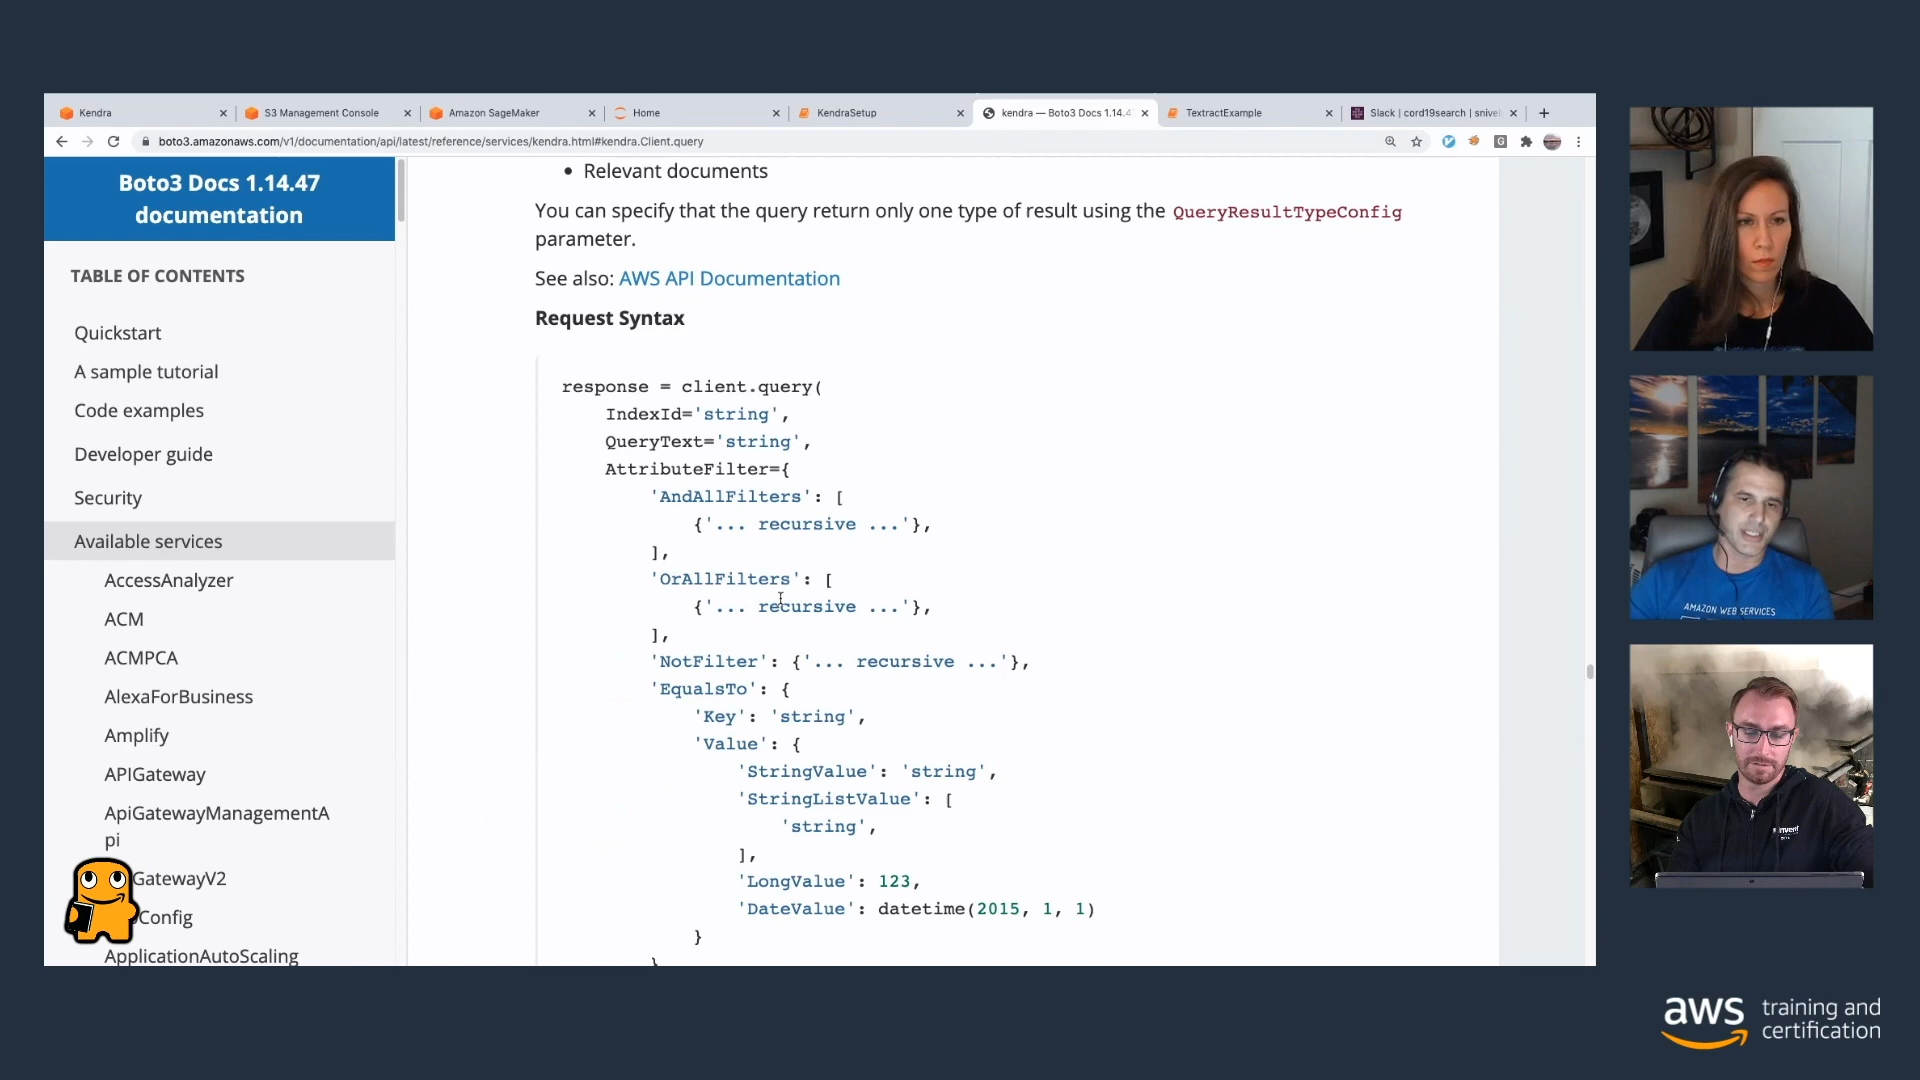 Kendra
S3 Management Console
Amazon SageMaker
Home
KendraSetup
kendra — Boto3 Docs 1.14.4
TextractExample
Slack | cord19search | snivel
boto3.amazonaws.com/v1/documentation/api/latest/reference/services/kendra.html#kendra.Client.query
Boto3 Docs 1.14.47
documentation
TABLE OF CONTENTS
Quickstart
A sample tutorial
Code examples
Developer guide
Security
Available services
AccessAnalyzer
ACM
ACMPCA
AlexaForBusiness
Amplify
APIGateway
ApiGatewayManagementA
pi
GatewayV2
Config
ApplicationAutoScaling
• Relevant documents
You can specify that the query return only one type of result using the QueryResultTypeConfig
parameter.
See also: AWS API Documentation
Request Syntax
response = client.query(
IndexId='string',
QueryText='string',
AttributeFilter={
'AndAllFilters': [
{'... recursive ...'},
],
'OrAllFilters': [
{'... recursive ...'},
],
'NotFilter': {'... recursive ...'},
'EqualsTo': {
'Key': 'string',
'Value': {
'StringValue': 'string',
'StringListValue': [
'string',
],
'LongValue': 123,
'DateValue': datetime(2015, 1, 1)
}
}
AMAZON WEB SERVICES
aws training and
certification